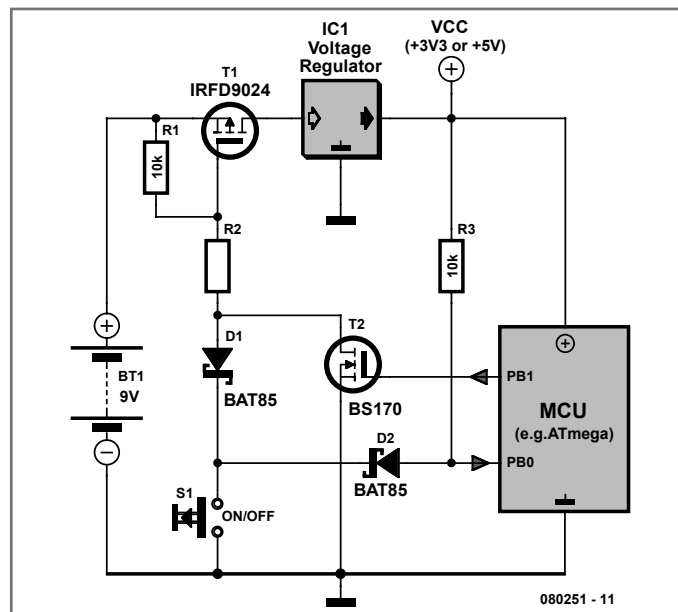 IC1
Voltage
Regulator
VCC
(+3V3 or +5V)
T1
IRFD9024
R1
10k
R2
R3
10k
D1
BAT85
T2
BS170
BT1
9V
PB1
MCU
(e.g.ATmega)
D2
BAT85
PB0
S1
ON/OFF
080251 - 11